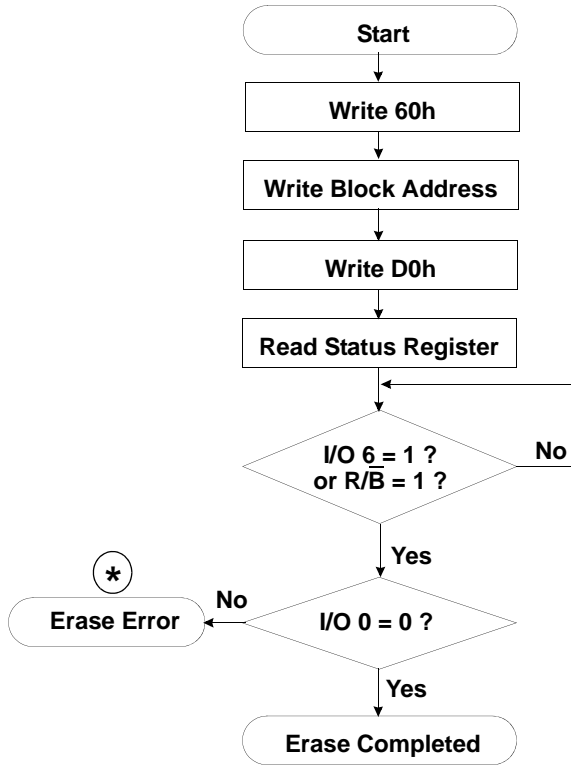 Start
Write 60h
Write Block Address
Write D0h
Read Status Register
I/O 6 = 1 ?
or R/B̅ = 1 ?
No
Yes
*
Erase Error
No
I/O 0 = 0 ?
Yes
Erase Completed